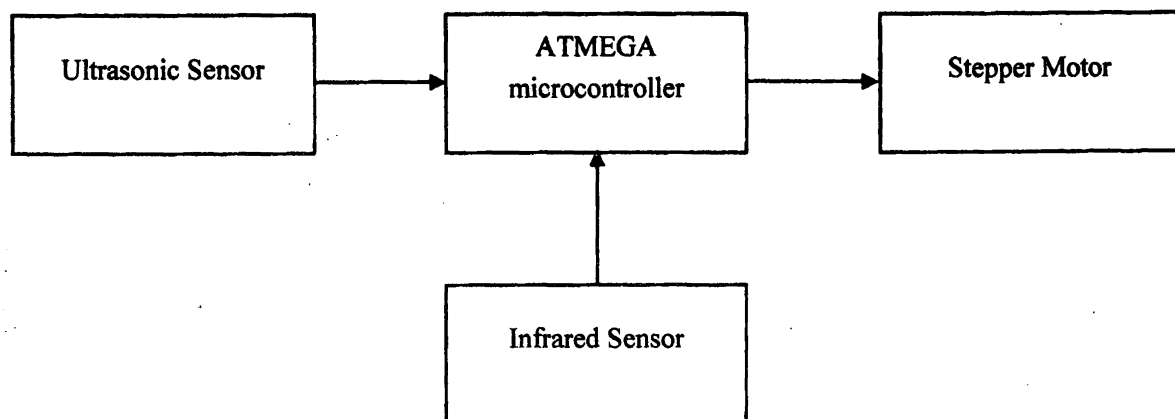 Ultrasonic Sensor
ATMEGA
microcontroller
Stepper Motor
Infrared Sensor